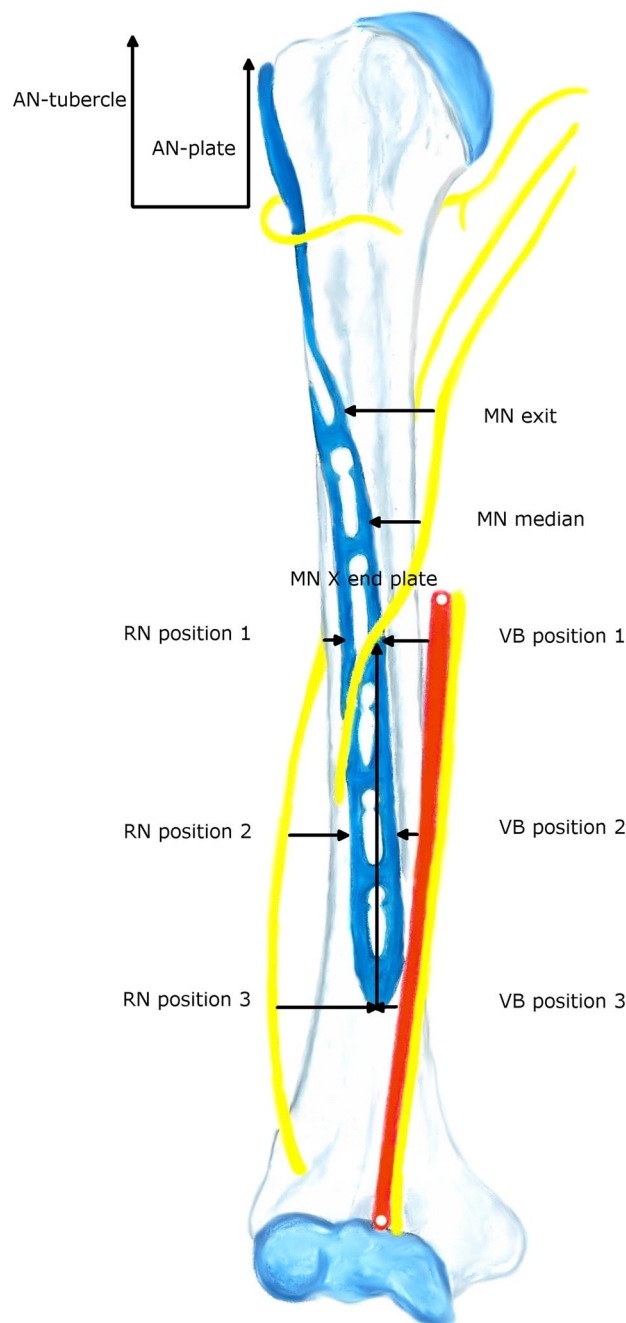 AN-tubercle
AN-plate
MN exit
MN median
MN X end plate
RN position 1
VB position 1
RN position 2
VB position 2
RN position 3
VB position 3